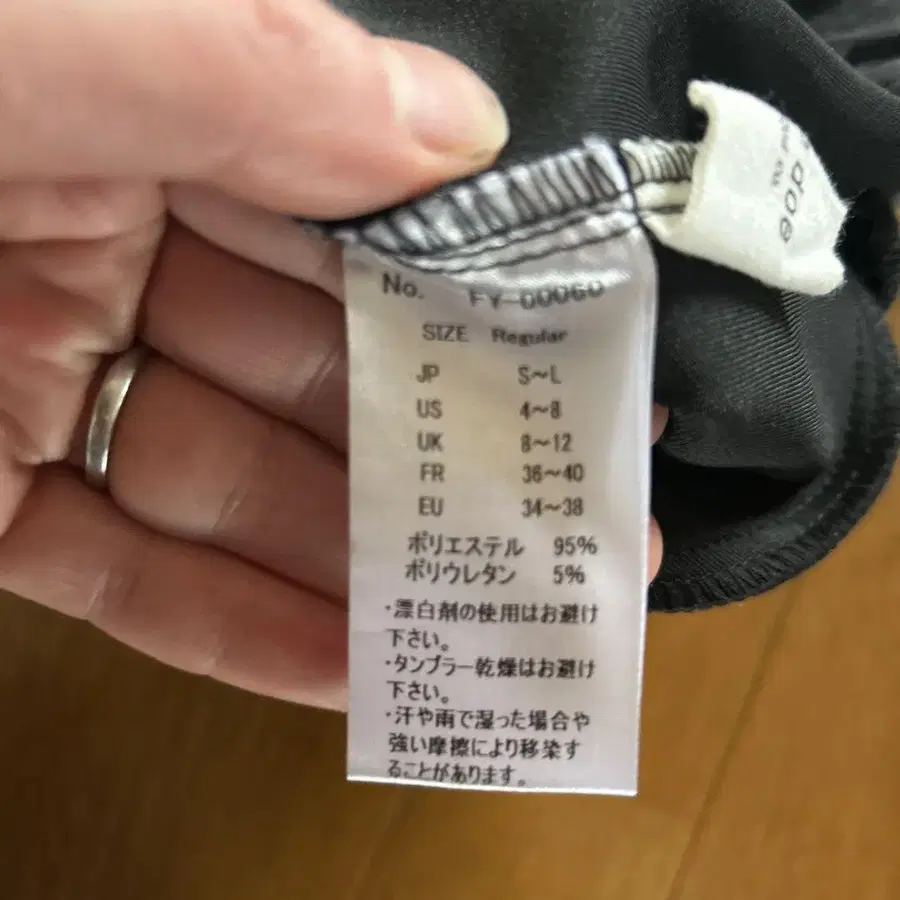 No. FY-00060
SIZE Regular
JP S~L
US 4~8
UK 8~12
FR 36~40
EU 34~38
ポリエステル 95%
ポリウレタン 5%
・漂白剤の使用はお避け
下さい。
・タンブラー乾燥はお避け
下さい。
・汗や雨で湿った場合や
強い摩擦により移染す
ることがあります。